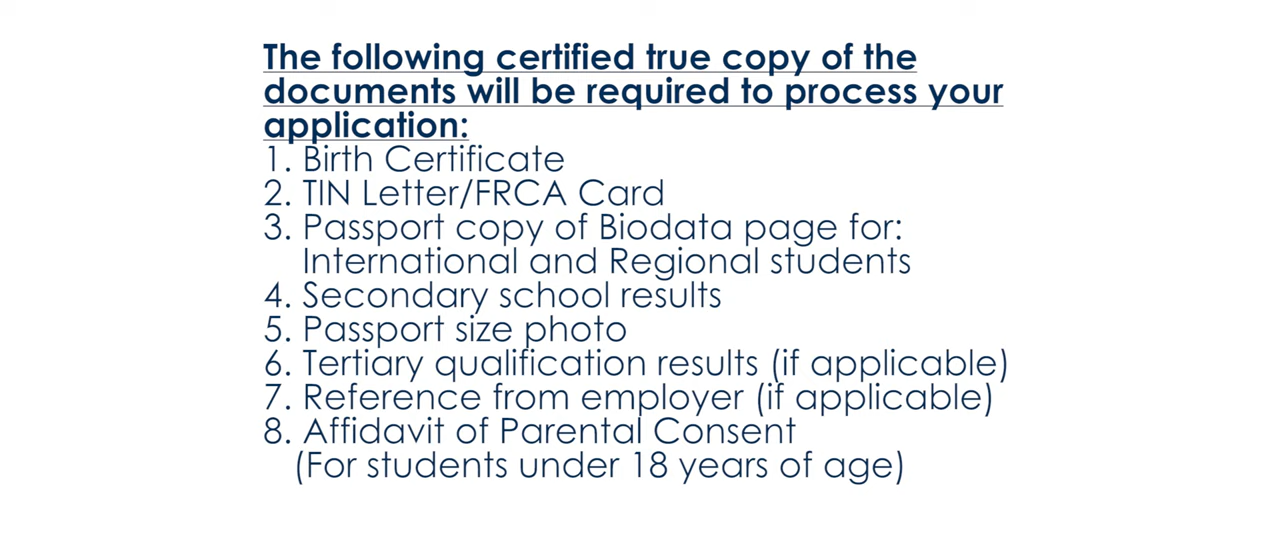 The following certified true copy of the
documents will be required to process your
application:
1. Birth Certificate
2. TIN Letter/FRCA Card
3. Passport copy of Biodata page for:
International and Regional students
4. Secondary school results
5. Passport size photo
6. Tertiary qualification results (if applicable)
7. Reference from employer (if applicable)
8. Affidavit of Parental Consent
(For students under 18 years of age)